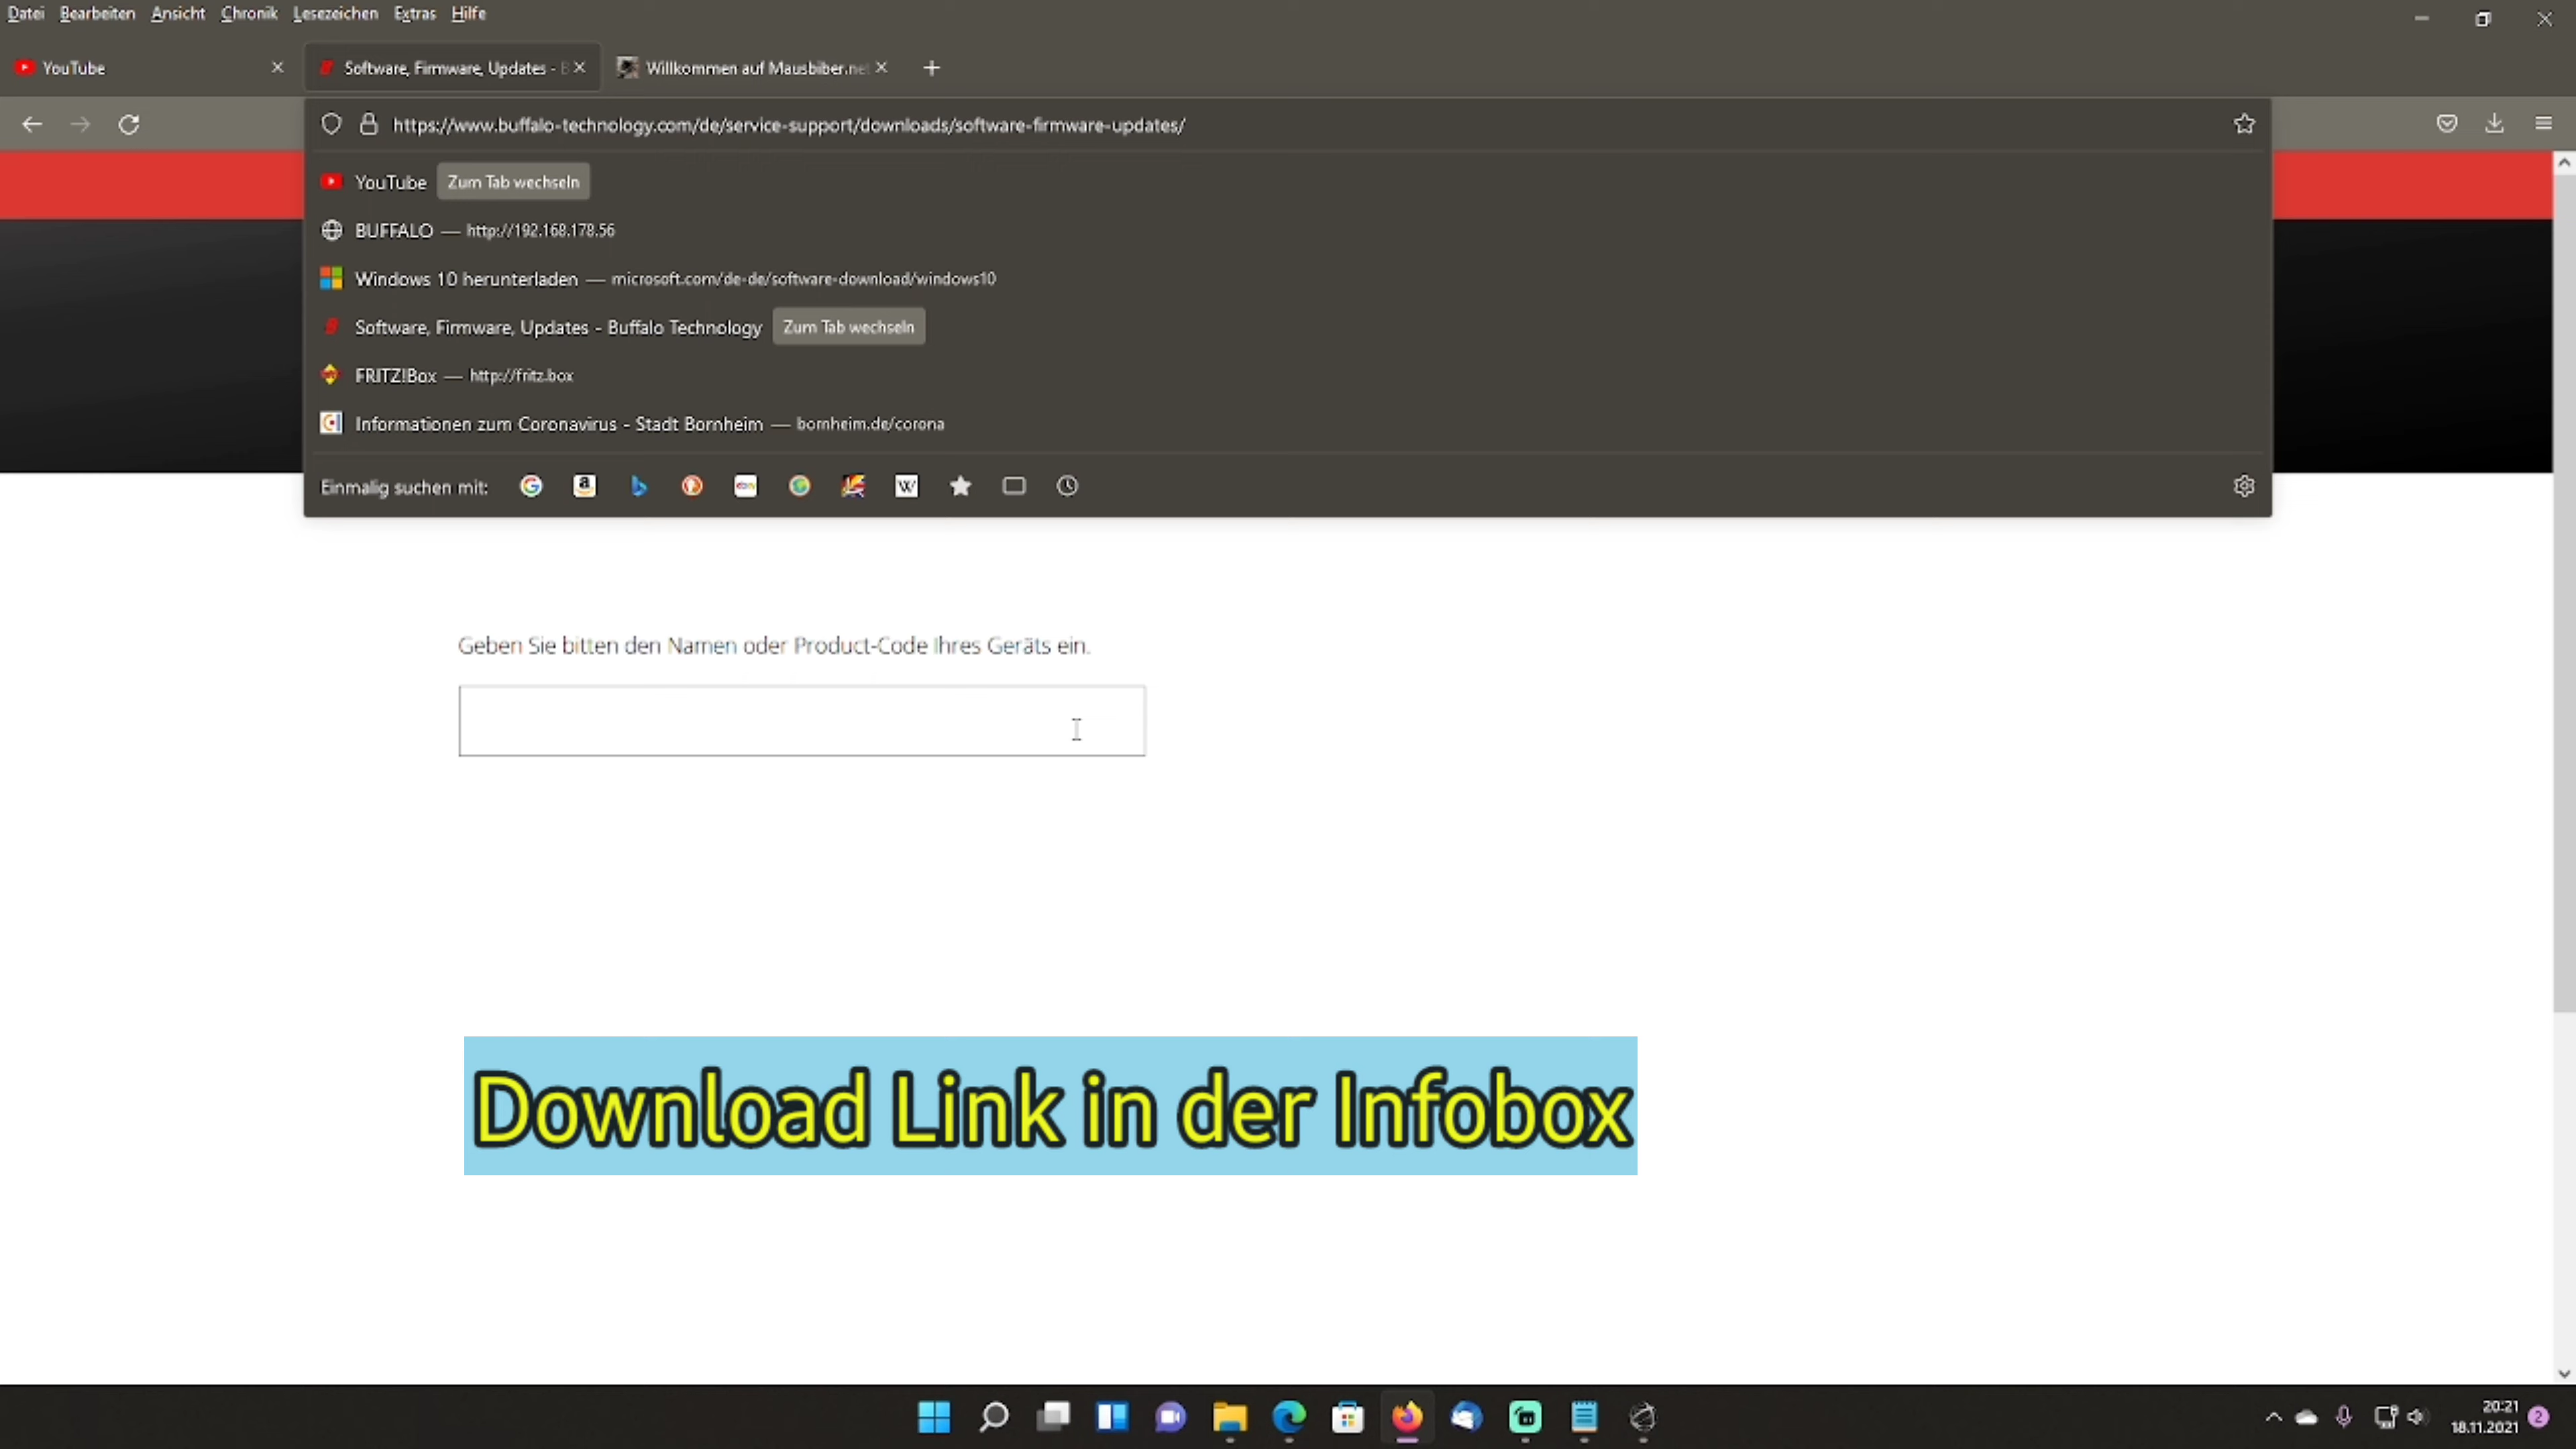 Datei Bearbeiten Ansicht Chronik Lesezeichen Extras Hilfe
YouTube
Software, Firmware, Updates - B
Willkommen auf Mausbiber.net
https://www.buffalo-technology.com/de/service-support/downloads/software-firmware-updates/
YouTube Zum Tab wechseln
BUFFALO — http://192.168.178.56
Windows 10 herunterladen — microsoft.com/de-de/software-download/windows10
Software, Firmware, Updates - Buffalo Technology Zum Tab wechseln
FRITZ!Box — http://fritz.box
Informationen zum Coronavirus - Stadt Bornheim — bornheim.de/corona
Einmalig suchen mit:
Geben Sie bitten den Namen oder Product-Code Ihres Geräts ein.
Download Link in der Infobox
20:21
18.11.2021
2